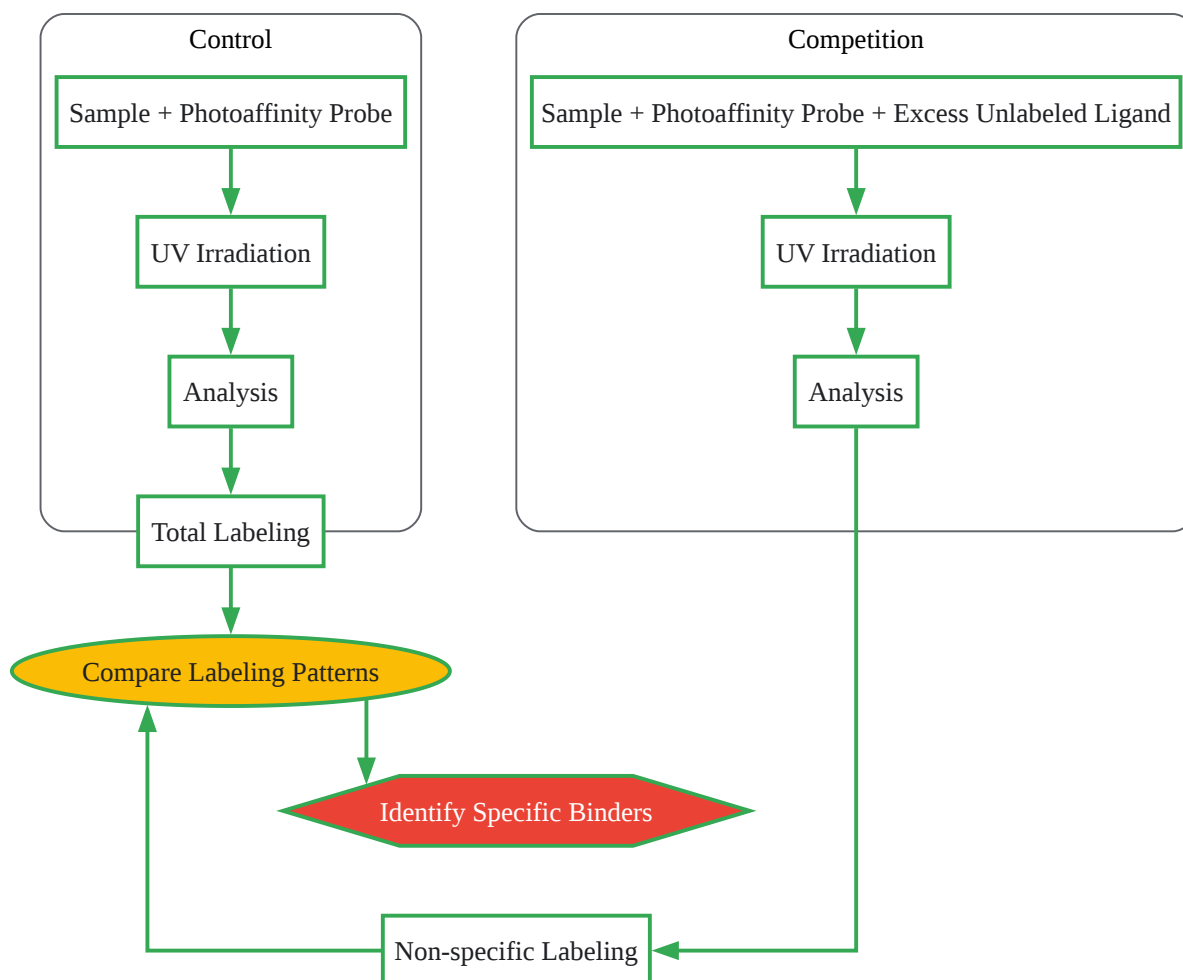 Control
Sample + Photoaffinity Probe
UV Irradiation
Analysis
Total Labeling
Competition
Sample + Photoaffinity Probe + Excess Unlabeled Ligand
UV Irradiation
Analysis
Compare Labeling Patterns
Identify Specific Binders
Non-specific Labeling